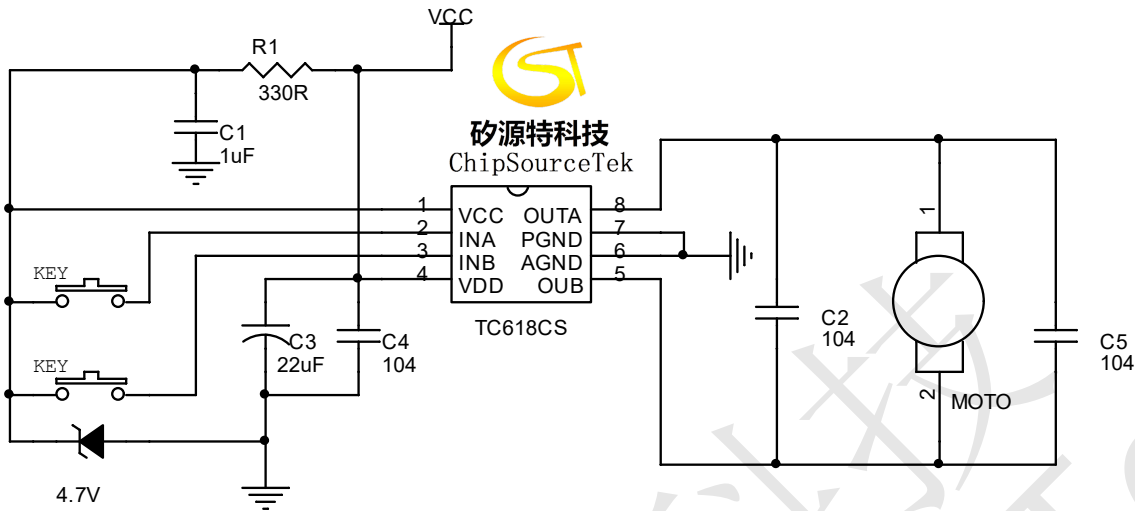 VCC
R1
330R
C1
1uF
矽源特科技
ChipSourceTek
1 VCC OUTA 8
2 INA PGND 7
3 INB AGND 6
4 VDD OUB 5
TC618CS
KEY
KEY
C3
22uF
C4
104
4.7V
C2
104
1
2
MOTO
C5
104